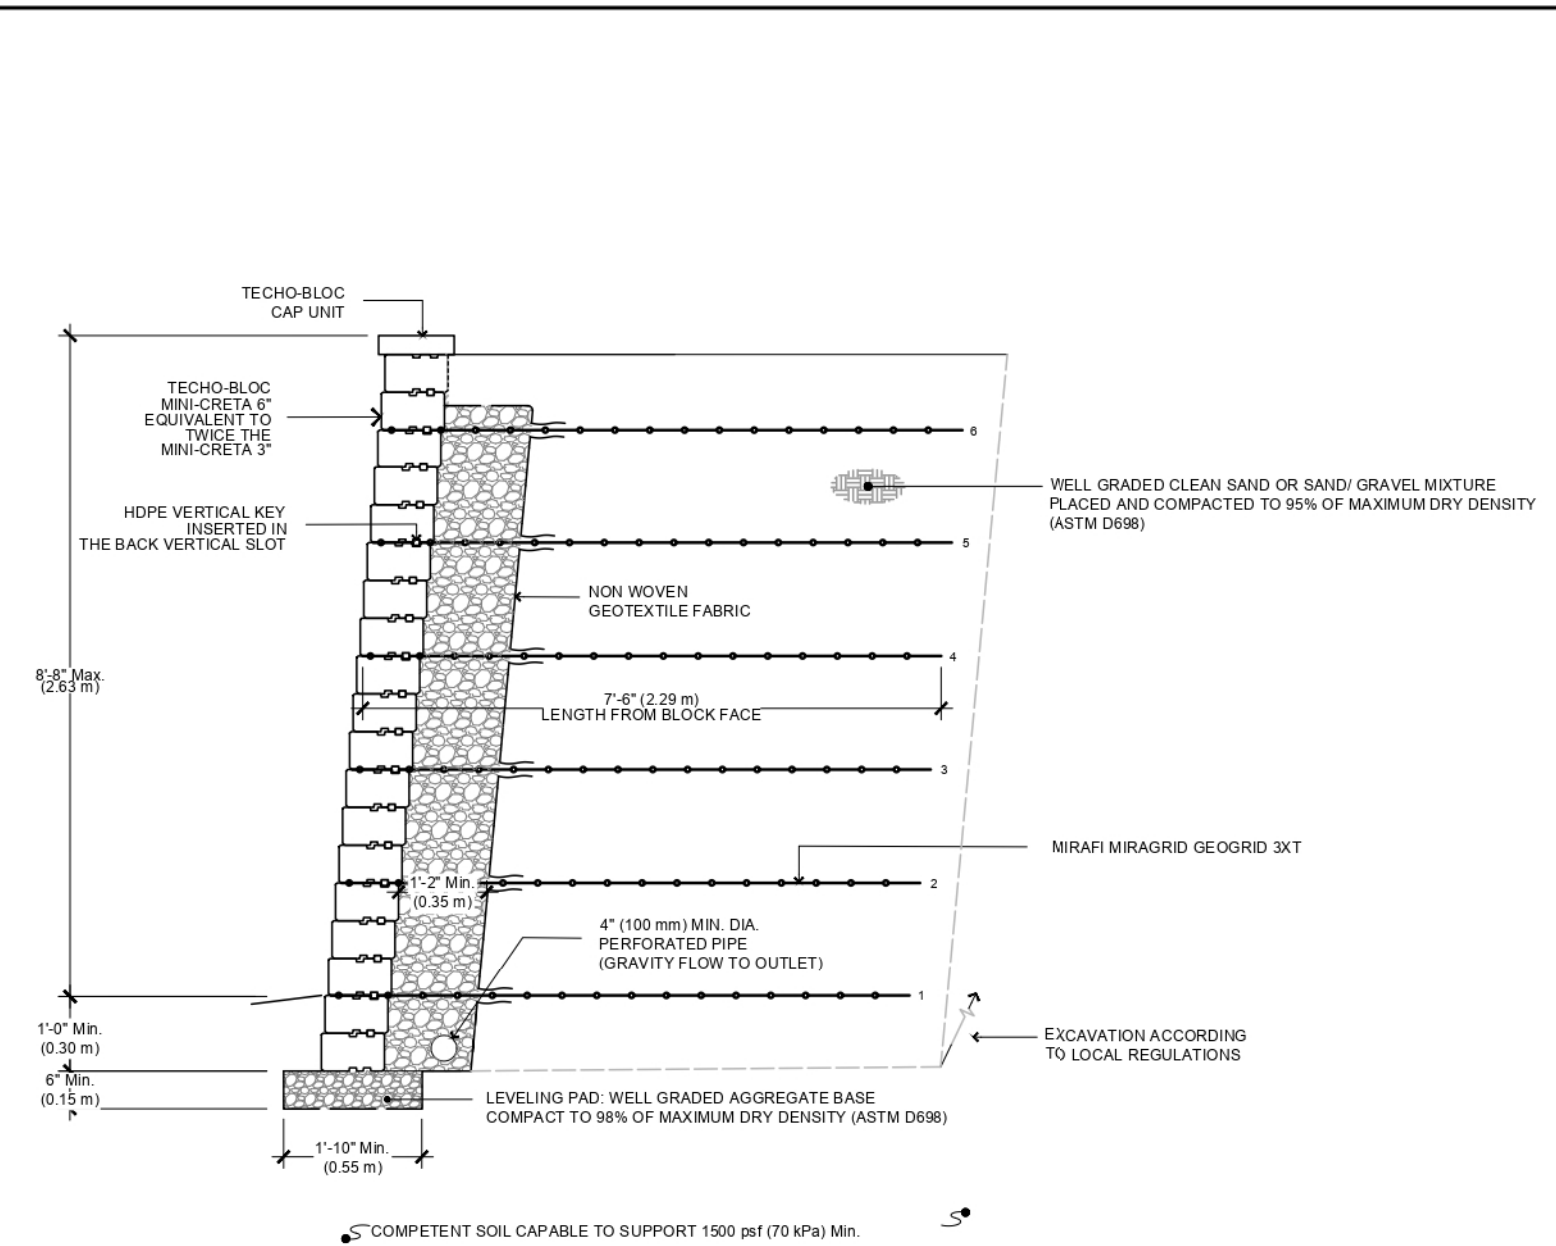 TECHO-BLOC
CAP UNIT
TECHO-BLOC
MINI-CRETA 6"
EQUIVALENT TO
TWICE THE
MINI-CRETA 3"
6
WELL GRADED CLEAN SAND OR SAND/ GRAVEL MIXTURE
PLACED AND COMPACTED TO 95% OF MAXIMUM DRY DENSITY
(ASTM D698)
HDPE VERTICAL KEY
INSERTED IN
THE BACK VERTICAL SLOT
5
NON WOVEN
GEOTEXTILE FABRIC
4
8'-8" Max.
(2.63 m)
7'-6" (2.29 m)
LENGTH FROM BLOCK FACE
3
MIRAFI MIRAGRID GEOGRID 3XT
1'-2" Min.
(0.35 m)
2
4" (100 mm) MIN. DIA.
PERFORATED PIPE
(GRAVITY FLOW TO OUTLET)
1
1'-0" Min.
(0.30 m)
EXCAVATION ACCORDING
TO LOCAL REGULATIONS
6" Min.
(0.15 m)
LEVELING PAD: WELL GRADED AGGREGATE BASE
COMPACT TO 98% OF MAXIMUM DRY DENSITY (ASTM D698)
1'-10" Min.
(0.55 m)
COMPETENT SOIL CAPABLE TO SUPPORT 1500 psf (70 kPa) Min.